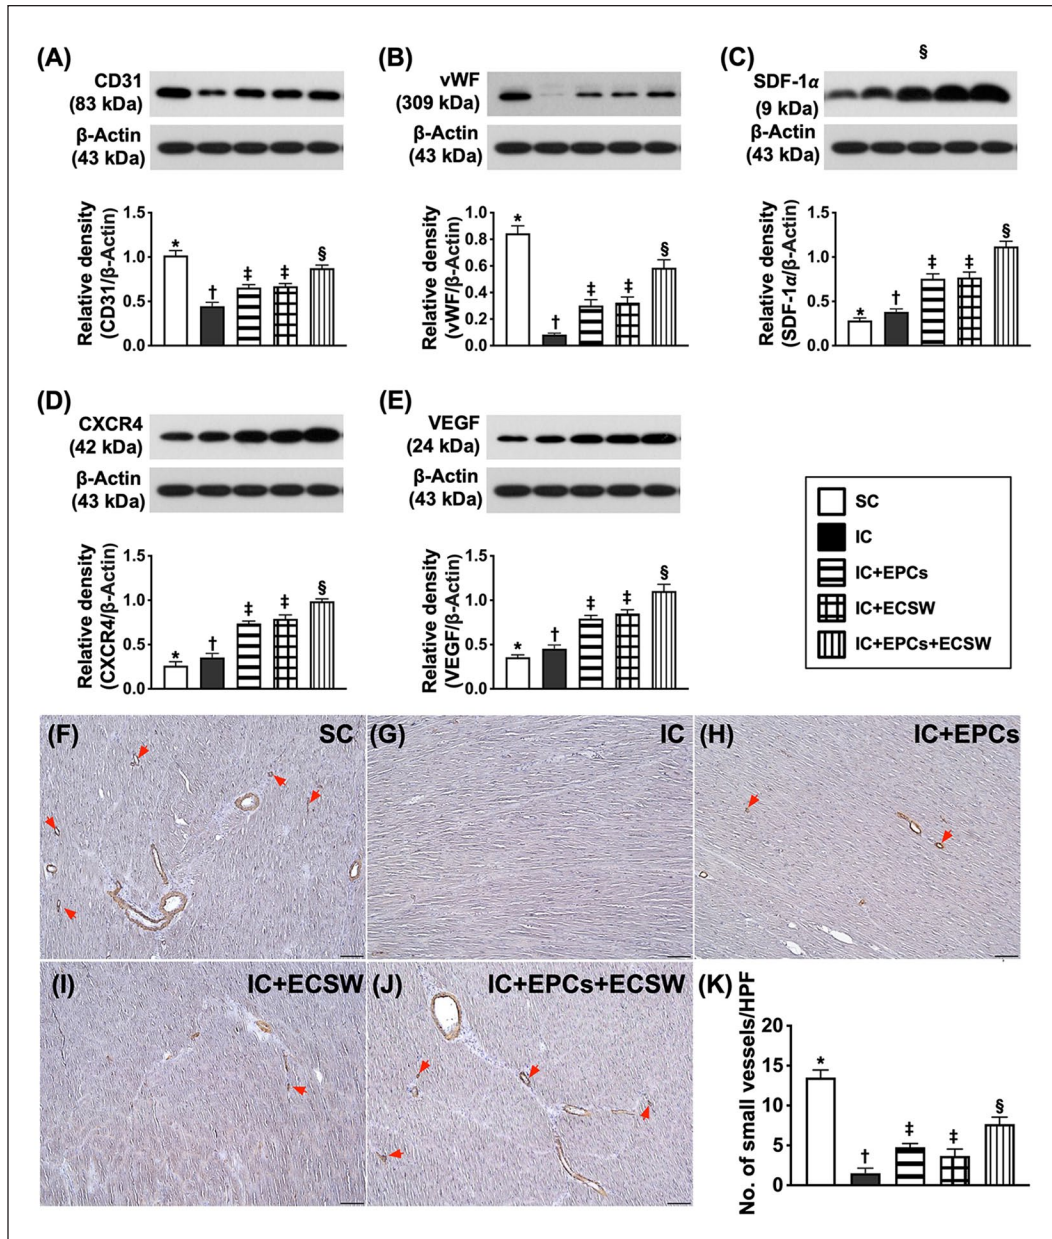 (A)
CD31
(83 kDa)
β-Actin
(43 kDa)
Relative density
(CD31/β-Actin)
1.5
1.0
0.5
0.0
*
†
‡
‡
§
(B)
vWF
(309 kDa)
β-Actin
(43 kDa)
Relative density
(vWF/β-Actin)
1.0
0.8
0.6
0.4
0.2
0.0
*
†
‡
‡
§
(C)
§
SDF-1α
(9 kDa)
β-Actin
(43 kDa)
Relative density
(SDF-1α/β-Actin)
1.5
1.0
0.5
0.0
*
†
‡
‡
§
(D)
CXCR4
(42 kDa)
β-Actin
(43 kDa)
Relative density
(CXCR4/β-Actin)
1.5
1.0
0.5
0.0
*
†
‡
‡
§
(E)
VEGF
(24 kDa)
β-Actin
(43 kDa)
Relative density
(VEGF/β-Actin)
1.5
1.0
0.5
0.0
*
†
‡
‡
§
SC
IC
IC+EPCs
IC+ECSW
IC+EPCs+ECSW
(F) SC
(G) IC
(H) IC+EPCs
(I) IC+ECSW
(J) IC+EPCs+ECSW
(K)
No. of small vessels/HPF
20
15
10
5
0
*
†
‡
‡
§